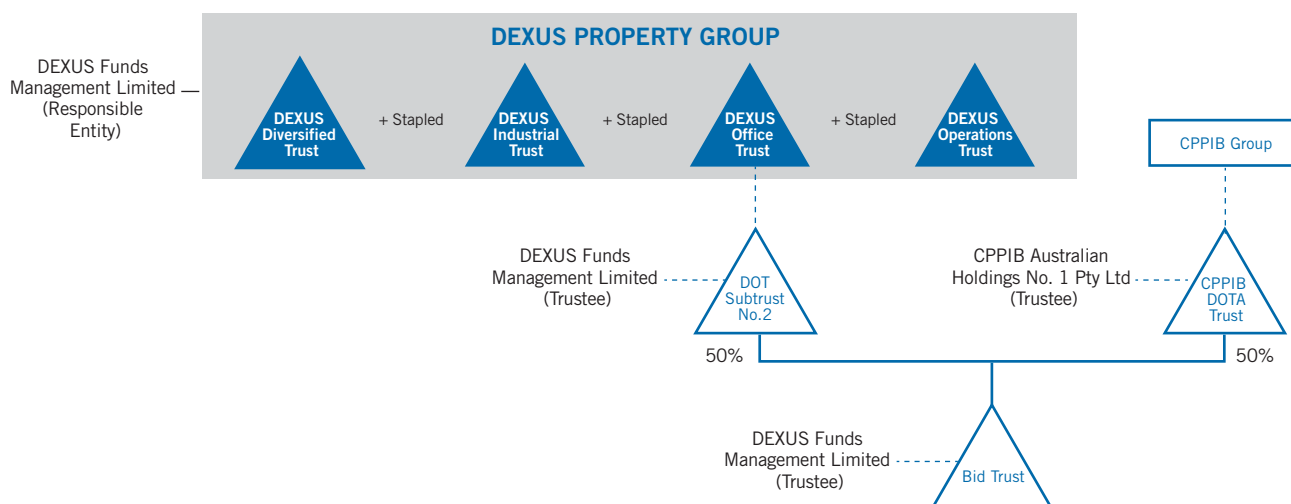 DEXUS PROPERTY GROUP
DEXUS Funds
Management Limited
(Responsible
Entity)
DEXUS
Diversified
Trust
+ Stapled
DEXUS
Industrial
Trust
+ Stapled
DEXUS
Office
Trust
+ Stapled
DEXUS
Operations
Trust
CPPIB Group
DEXUS Funds
Management Limited
(Trustee)
DOT
Subtrust
No.2
CPPIB Australian
Holdings No. 1 Pty Ltd
(Trustee)
CPPIB
DOTA
Trust
50%
50%
DEXUS Funds
Management Limited
(Trustee)
Bid Trust